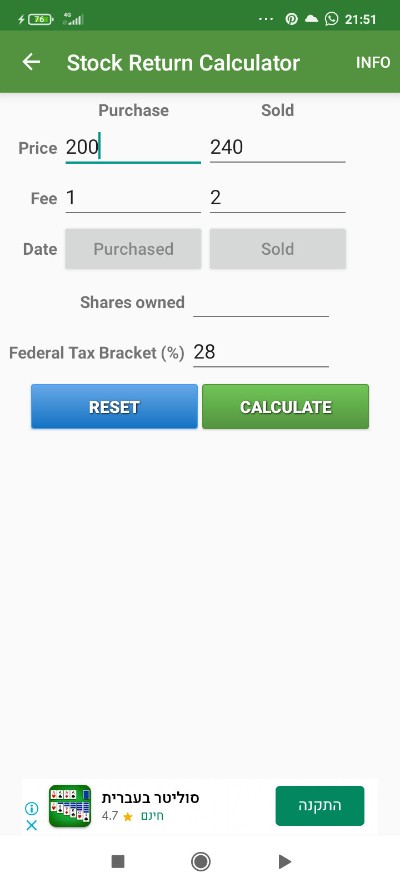 76 4G ... 21:51
Stock Return Calculator INFO
Purchase Sold
Price 200 240
Fee 1 2
Date Purchased Sold
Shares owned
Federal Tax Bracket (%) 28
RESET CALCULATE
סוליטר בעברית
4.7 ★ חינם
התקנה